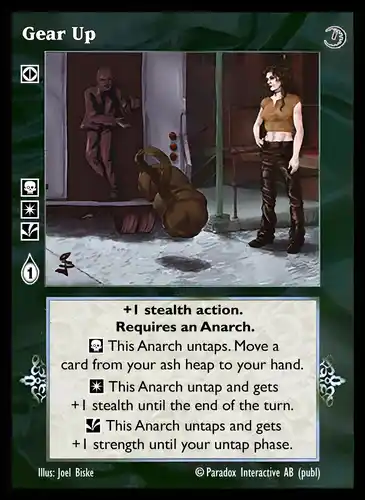 Gear Up
1
+1 stealth action.
Requires an Anarch.
This Anarch untaps. Move a
card from your ash heap to your hand.
This Anarch untap and gets
+1 stealth until the end of the turn.
This Anarch untaps and gets
+1 strength until your untap phase.
Illus: Joel Biske © Paradox Interactive AB (publ)